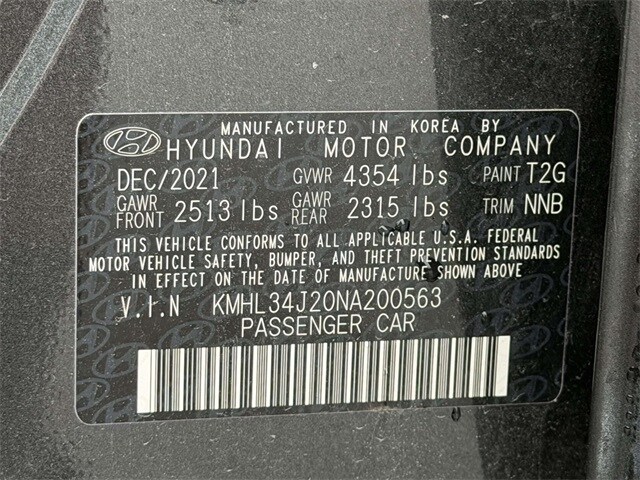 MANUFACTURED IN KOREA BY
HYUNDAI MOTOR COMPANY
DEC/2021 GVWR 4354 lbs PAINT T2G
GAWR FRONT 2513 lbs GAWR REAR 2315 lbs TRIM NNB
THIS VEHICLE CONFORMS TO ALL APPLICABLE U.S.A. FEDERAL
MOTOR VEHICLE SAFETY, BUMPER, AND THEFT PREVENTION STANDARDS
IN EFFECT ON THE DATE OF MANUFACTURE SHOWN ABOVE
V.I.N KMHL34J20NA200563
PASSENGER CAR